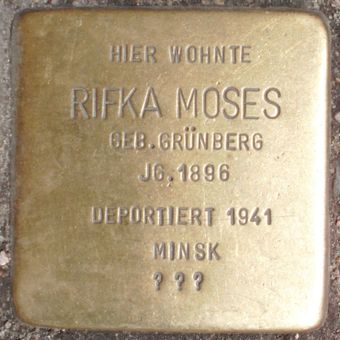 HIER WOHNTE
RIFKA MOSES
GEB. GRÜNBERG
JG. 1896
DEPORTIERT 1941
MINSK
? ? ?